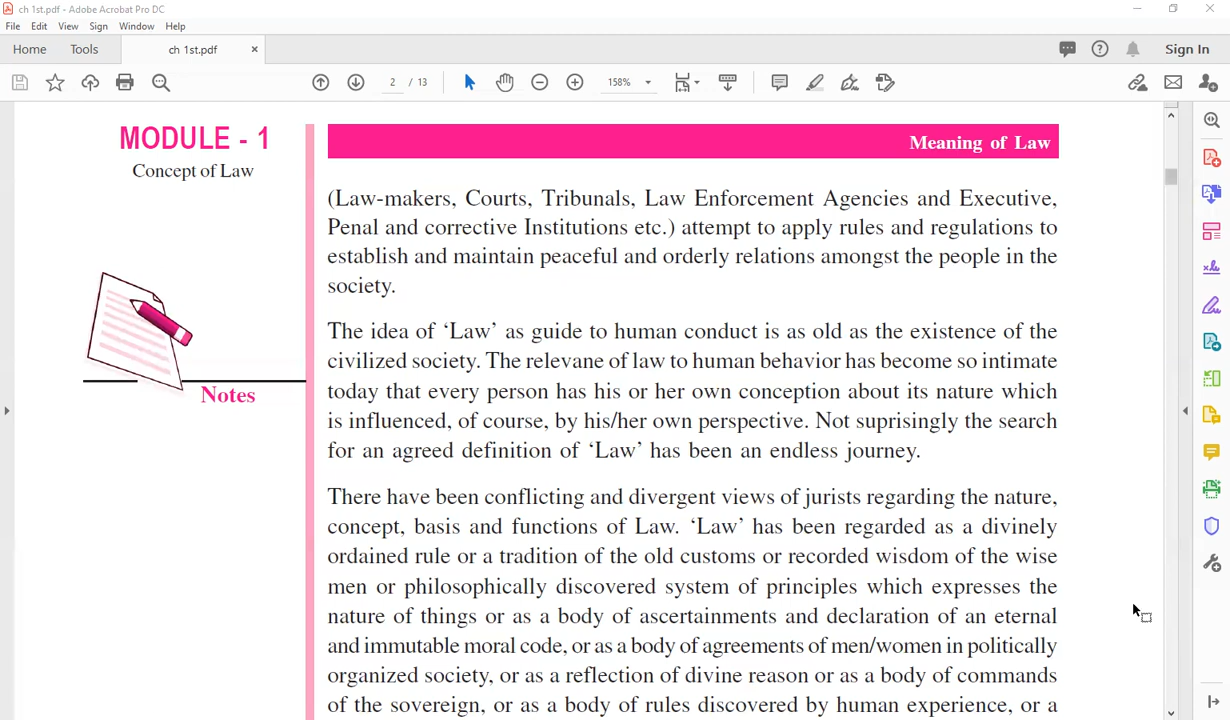 ch 1st.pdf - Adobe Acrobat Pro DC
File Edit View Sign Window Help
Home Tools ch 1st.pdf Sign In
2 / 13 158%
MODULE - 1
Concept of Law
Meaning of Law
(Law-makers, Courts, Tribunals, Law Enforcement Agencies and Executive,
Penal and corrective Institutions etc.) attempt to apply rules and regulations to
establish and maintain peaceful and orderly relations amongst the people in the
society.
Notes
The idea of ‘Law’ as guide to human conduct is as old as the existence of the
civilized society. The relevane of law to human behavior has become so intimate
today that every person has his or her own conception about its nature which
is influenced, of course, by his/her own perspective. Not suprisingly the search
for an agreed definition of ‘Law’ has been an endless journey.
There have been conflicting and divergent views of jurists regarding the nature,
concept, basis and functions of Law. ‘Law’ has been regarded as a divinely
ordained rule or a tradition of the old customs or recorded wisdom of the wise
men or philosophically discovered system of principles which expresses the
nature of things or as a body of ascertainments and declaration of an eternal
and immutable moral code, or as a body of agreements of men/women in politically
organized society, or as a reflection of divine reason or as a body of commands
of the sovereign, or as a body of rules discovered by human experience, or a